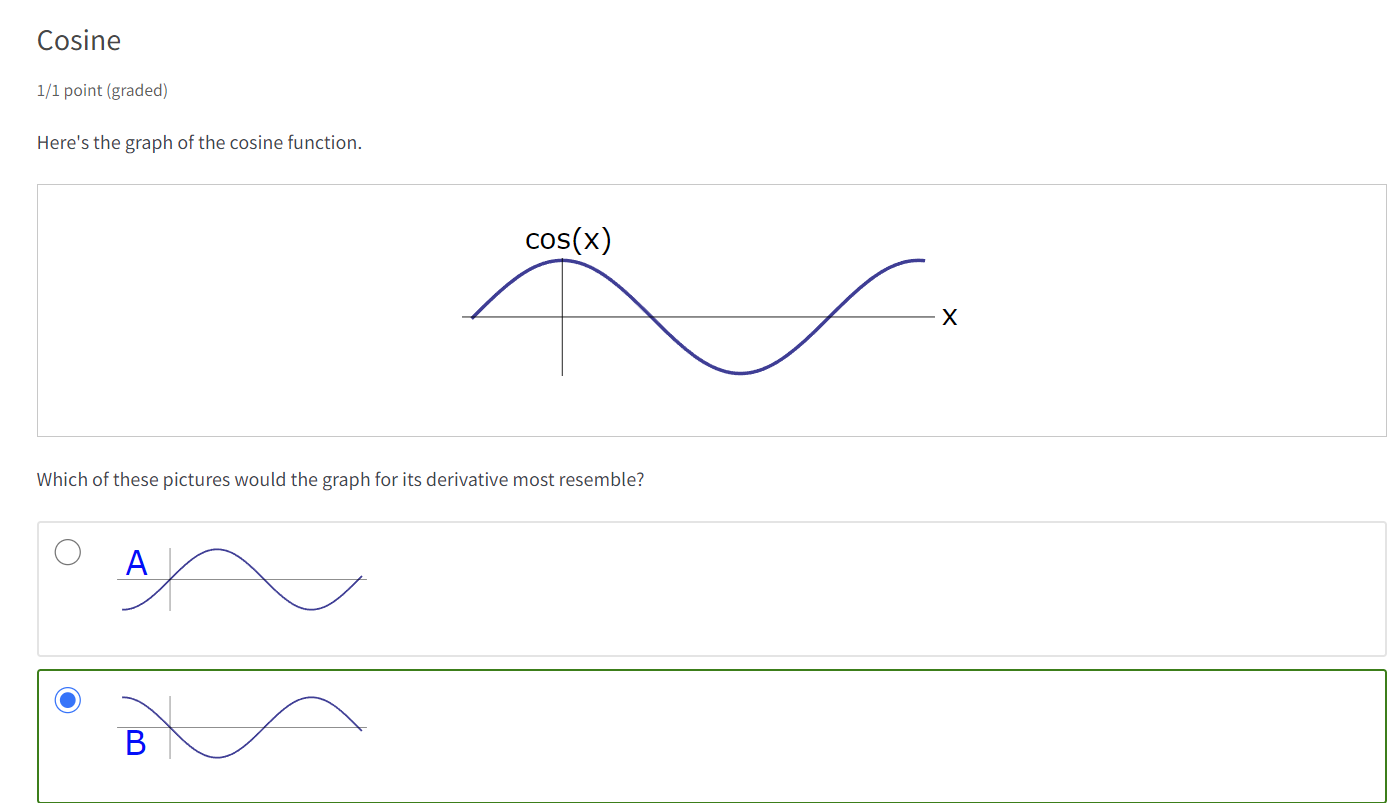 Cosine
1/1 point (graded)
Here's the graph of the cosine function.
cos(x)
x
Which of these pictures would the graph for its derivative most resemble?
A
B